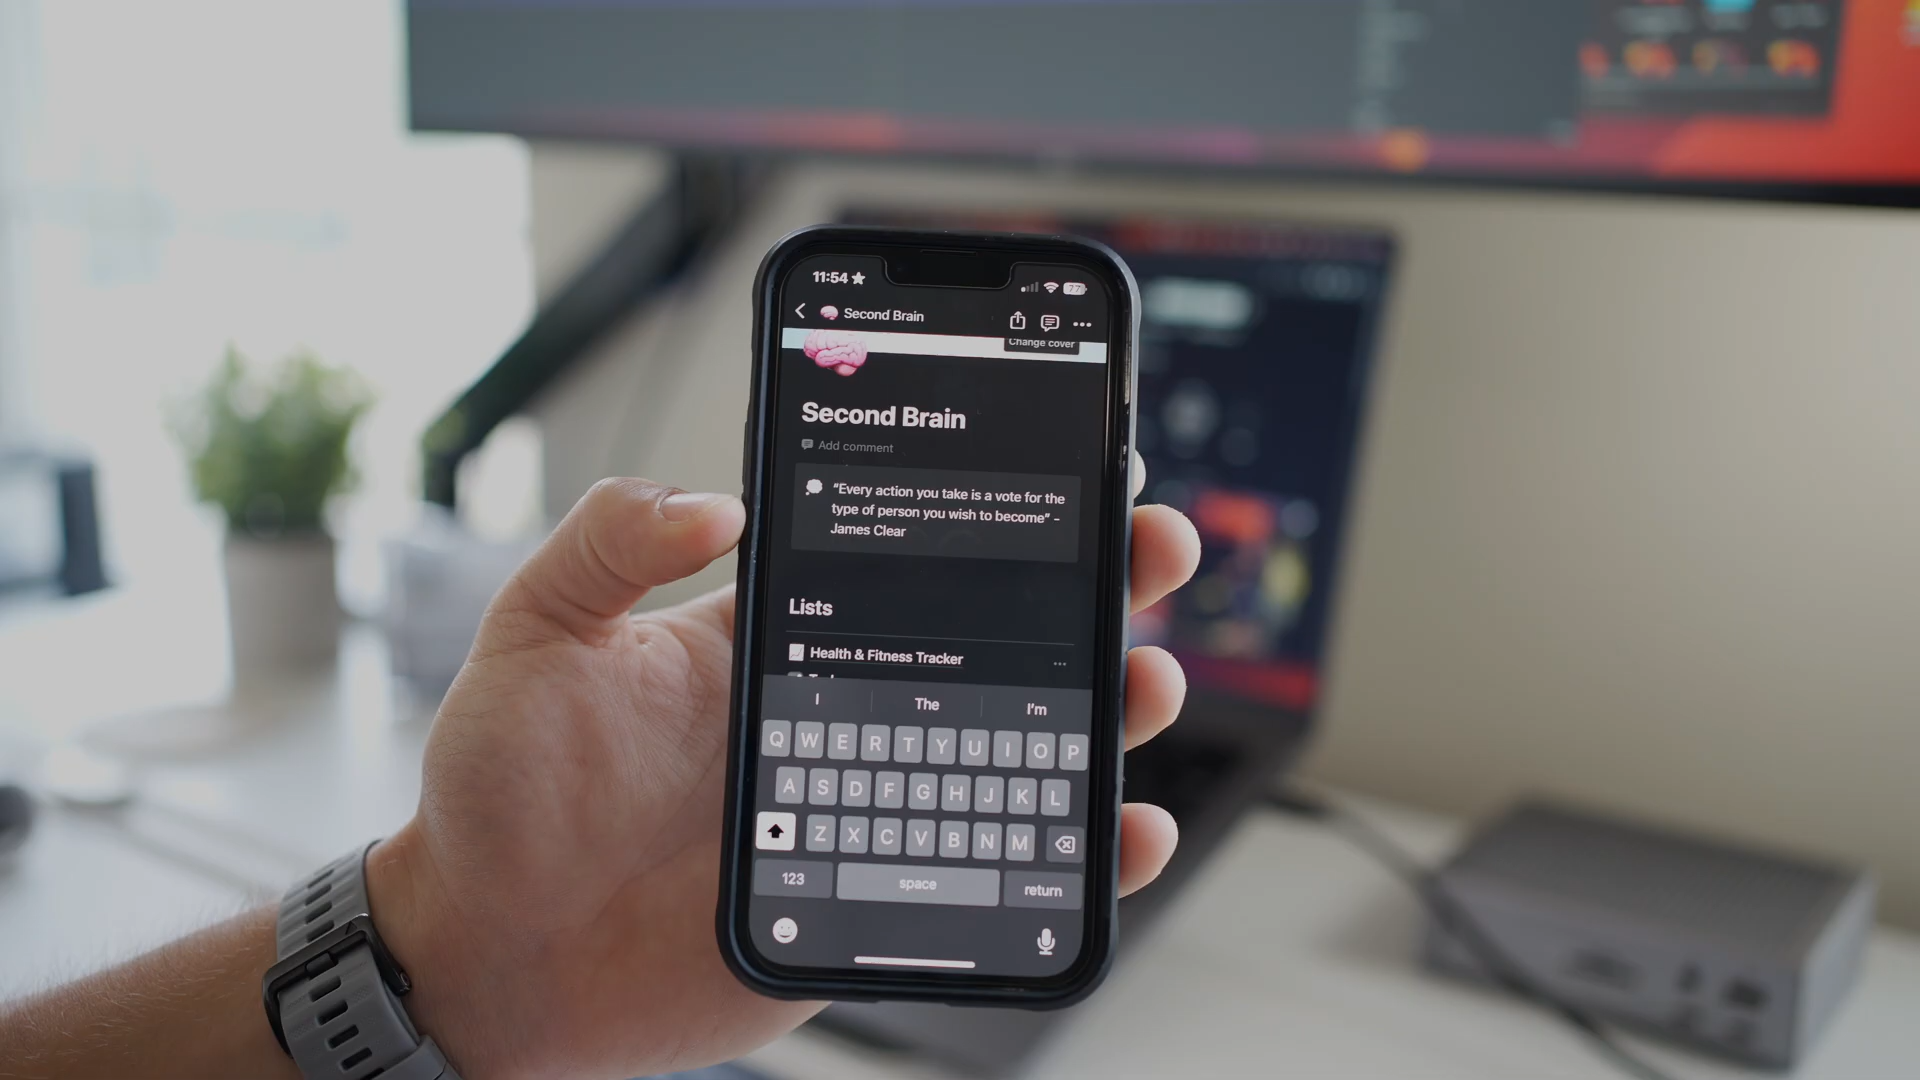 11:54
77
Second Brain
Change cover
Second Brain
Add comment
“Every action you take is a vote for the
type of person you wish to become” -
James Clear
Lists
Health & Fitness Tracker
I The I'm
Q W E R T Y U I O P
A S D F G H J K L
Z X C V B N M
123 space return